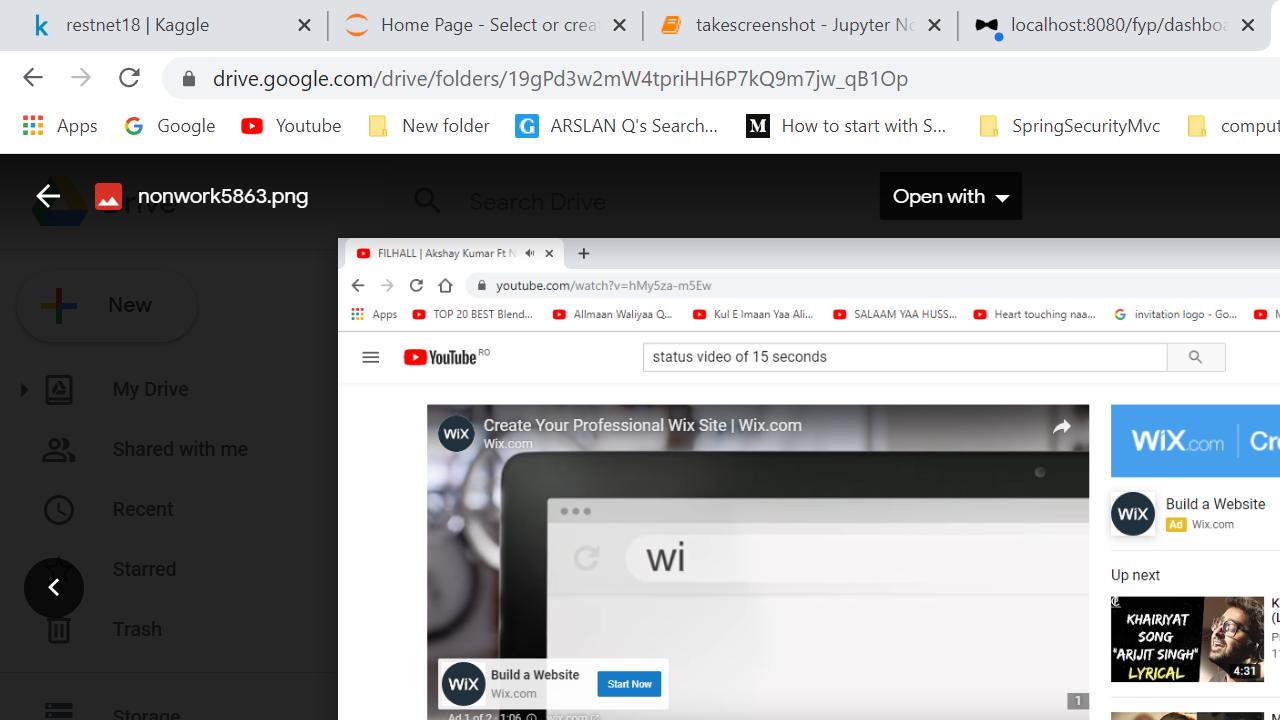 restnet18 | Kaggle
Home Page - Select or crea
takescreenshot - Jupyter No
localhost:8080/fyp/dashboa
drive.google.com/drive/folders/19gPd3w2mW4tpriHH6P7kQ9m7jw_qB1Op
Apps
Google
Youtube
New folder
ARSLAN Q's Search...
How to start with S...
SpringSecurityMvc
comput
nonwork5863.png
Drive
Search Drive
Open with
New
My Drive
Shared with me
Recent
Starred
Trash
Storage
FILHALL | Akshay Kumar Ft N
youtube.com/watch?v=hMy5za-m5Ew
Apps
TOP 20 BEST Blend...
Allmaan Waliyaa Q...
Kul E Imaan Yaa Ali...
SALAAM YAA HUSS...
Heart touching naa...
invitation logo - Go...
YouTube RO
status video of 15 seconds
WiX
Create Your Professional Wix Site | Wix.com
Wix.com
wi
WiX
Build a Website
Wix.com
Start Now
1
Ad 1 of 2 · 1:06
wix.com
WiX.com | Cr
WiX
Build a Website
Ad Wix.com
Up next
KHAIRIYAT
SONG
"ARIJIT SINGH"
LYRICAL
4:31